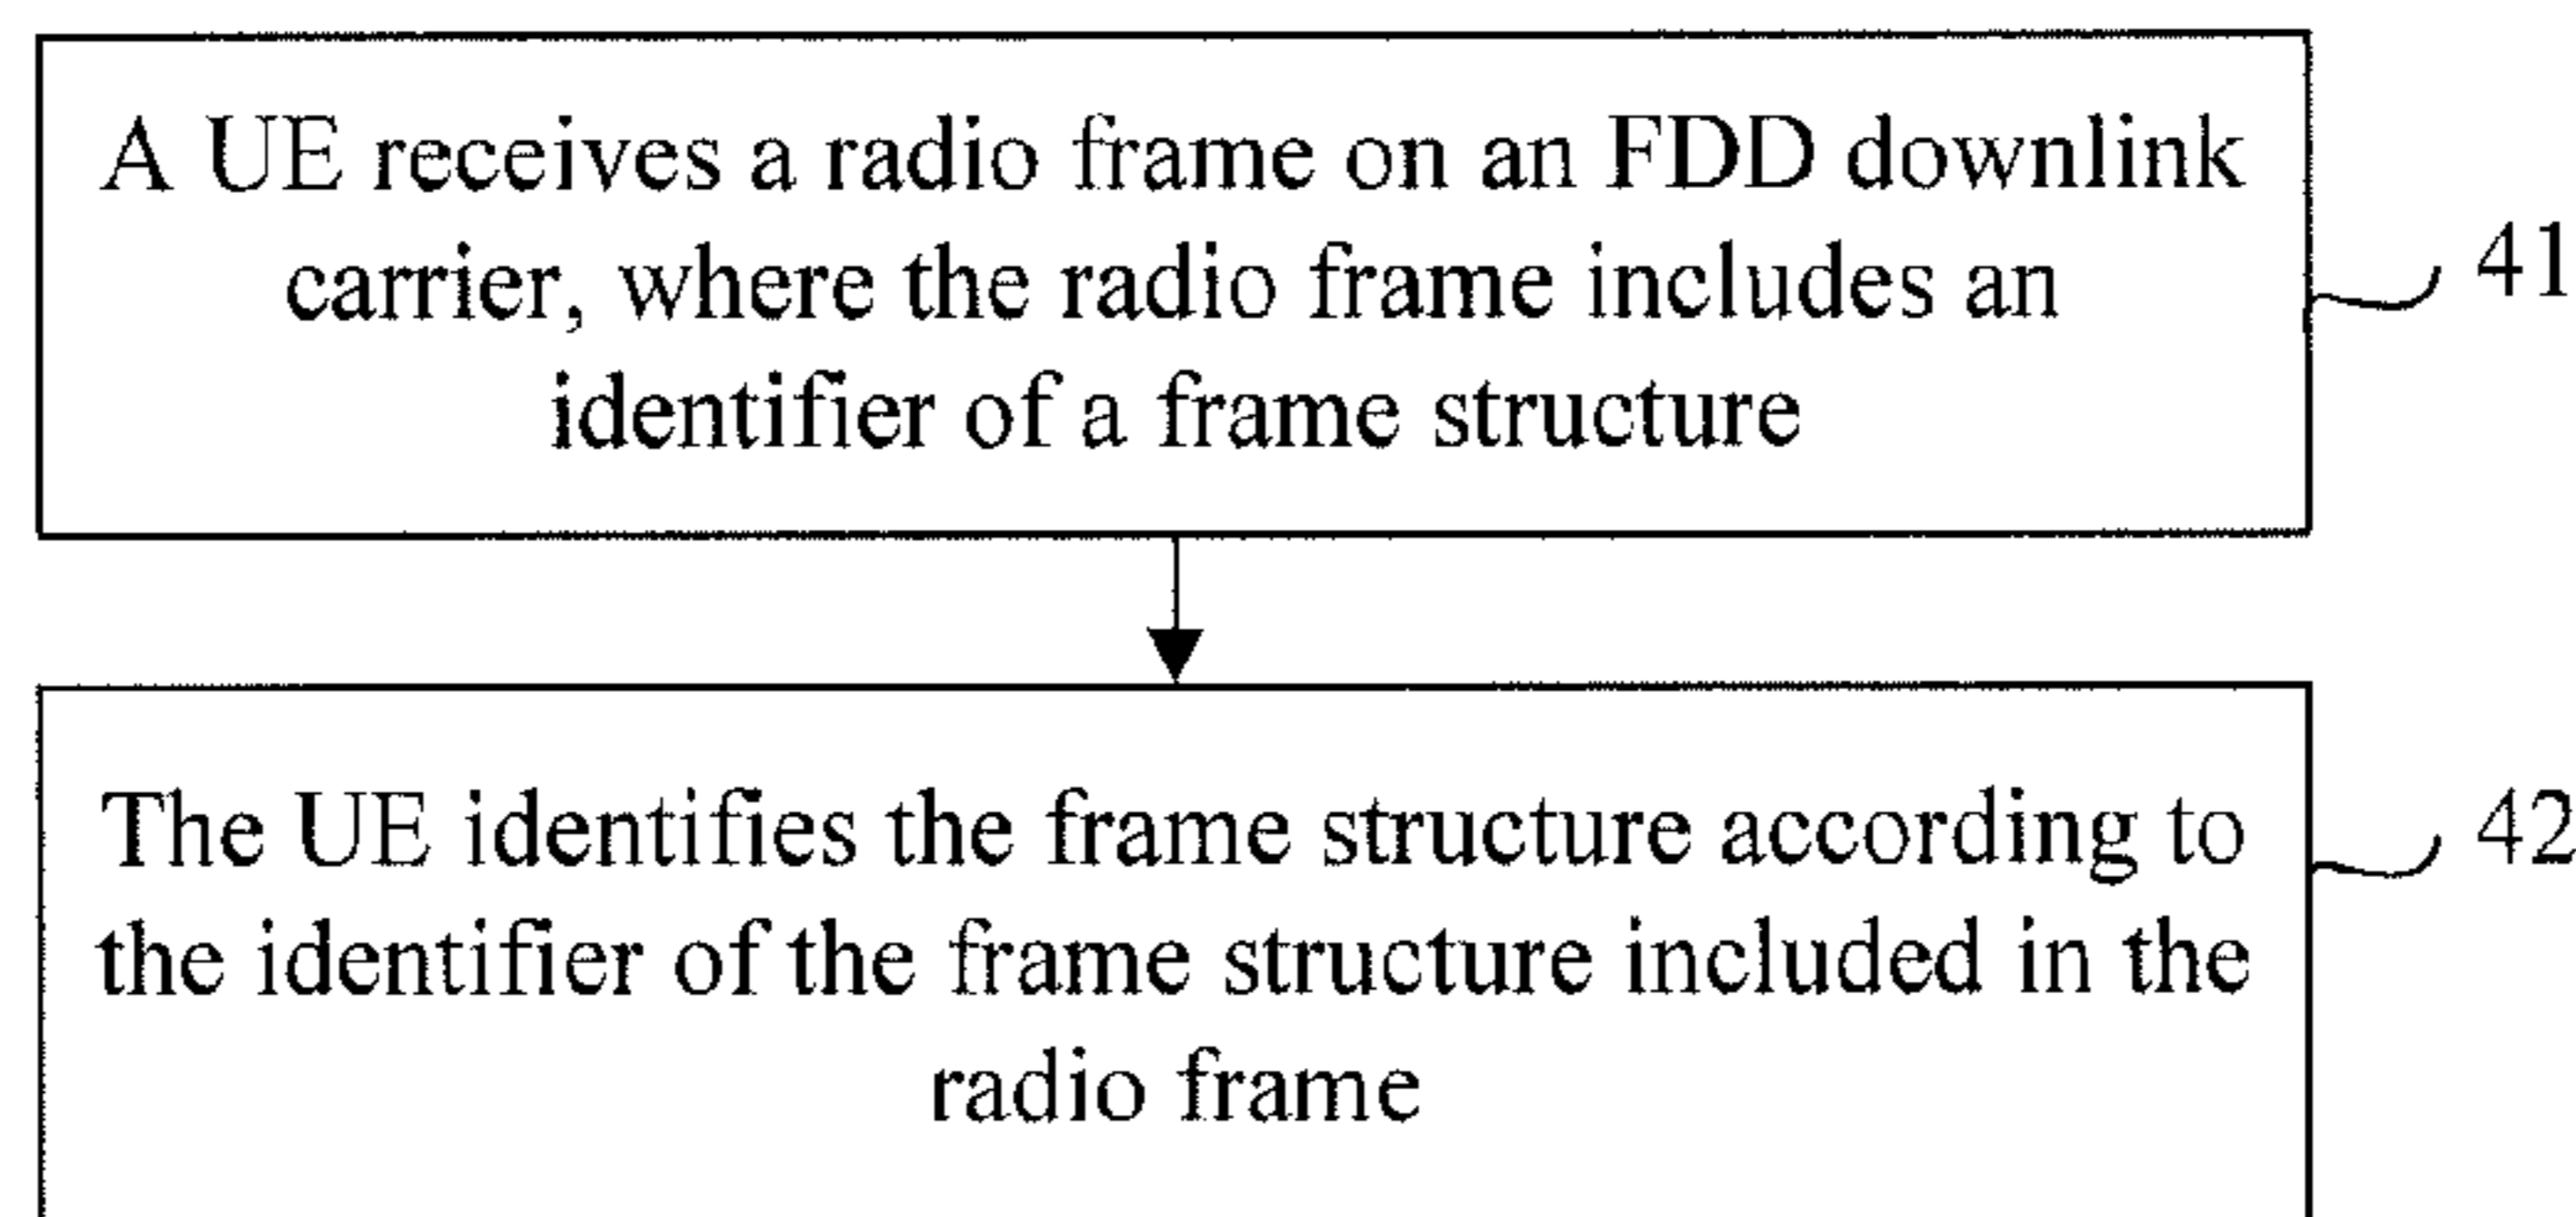 A UE receives a radio frame on an FDD downlink
carrier, where the radio frame includes an
identifier of a frame structure
41
The UE identifies the frame structure according to
the identifier of the frame structure included in the
radio frame
42